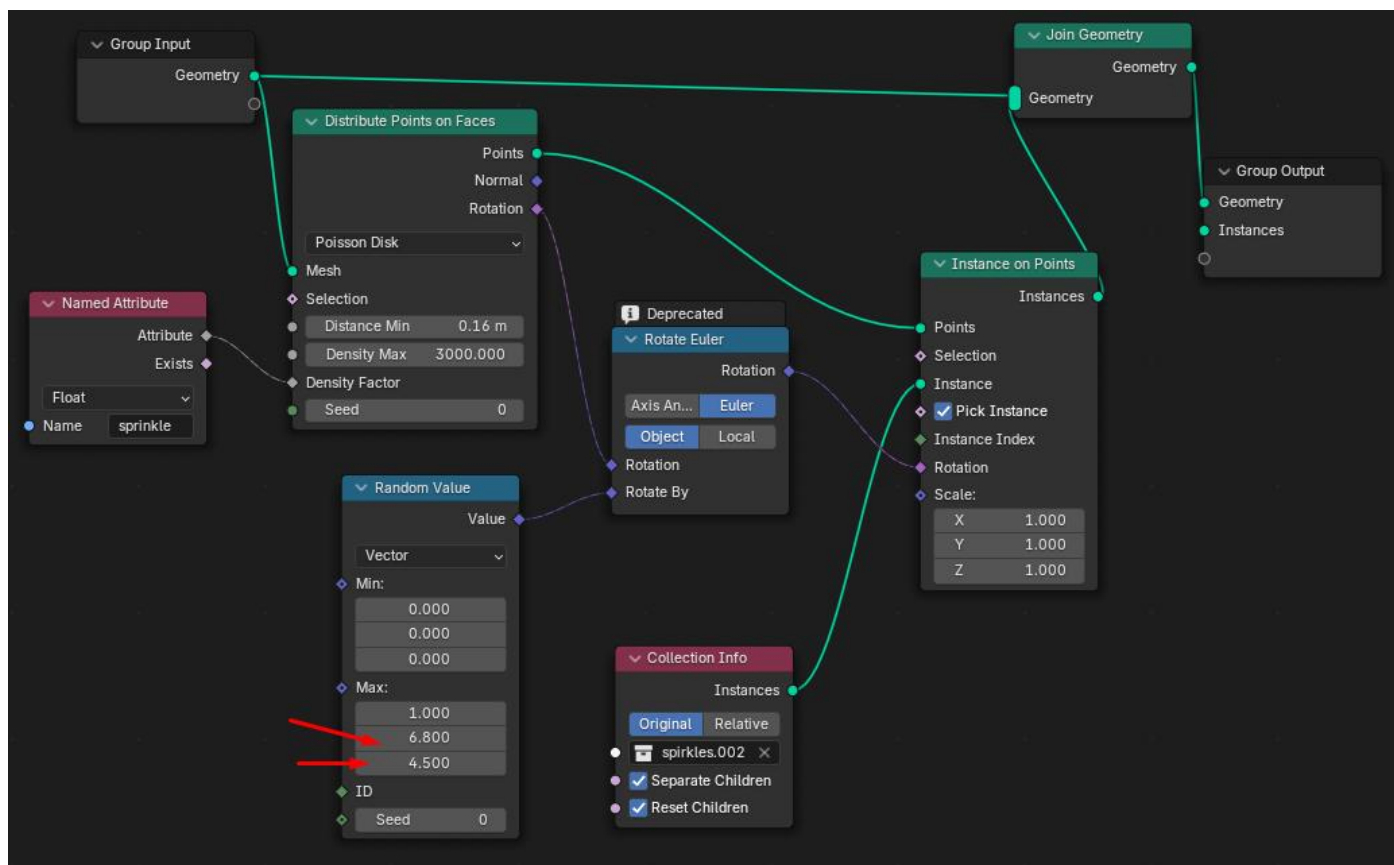 Group Input
Geometry
Join Geometry
Geometry
Geometry
Distribute Points on Faces
Points
Normal
Rotation
Poisson Disk
Mesh
Selection
Distance Min 0.16 m
Density Max 3000.000
Density Factor
Seed 0
Group Output
Geometry
Instances
Named Attribute
Attribute
Exists
Float
Name sprinkle
Deprecated
Rotate Euler
Rotation
Axis An... Euler
Object Local
Rotation
Rotate By
Instance on Points
Instances
Points
Selection
Instance
Pick Instance
Instance Index
Rotation
Scale:
X 1.000
Y 1.000
Z 1.000
Random Value
Value
Vector
Min:
0.000
0.000
0.000
Max:
1.000
6.800
4.500
ID
Seed 0
Collection Info
Instances
Original Relative
spirkles.002
Separate Children
Reset Children